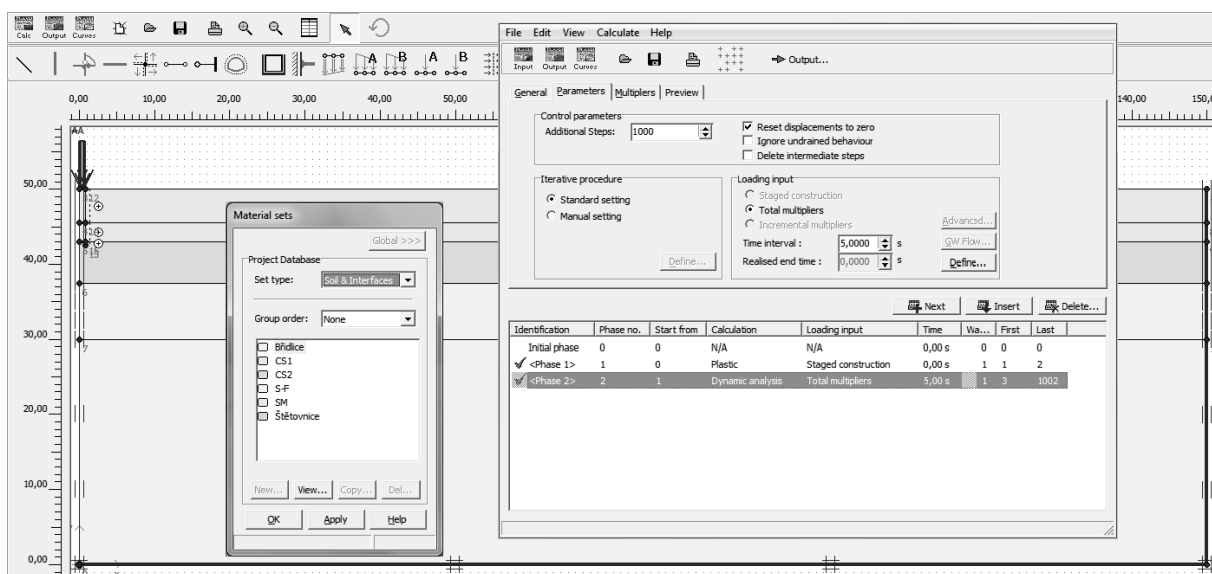 Calc Output Curves
A B A B
0,00 10,00 20,00 30,00 40,00 50,00
140,00
50,00
40,00
30,00
20,00
10,00
0,00
AA
6
7
Material sets
Global >>>
Project Database
Set type: Soil & Interfaces
Group order: None
Břidlice
CS1
CS2
S-F
SM
Štětovnice
New... View... Copy... Del...
OK Apply Help
File Edit View Calculate Help
Input Output Curves
Output...
General Parameters Multipliers Preview
Control parameters
Additional Steps: 1000
Reset displacements to zero
Ignore undrained behaviour
Delete intermediate steps
Iterative procedure
Standard setting
Manual setting
Define...
Loading input
Staged construction
Total multipliers
Incremental multipliers
Time interval : 5,0000 s
Realised end time : 0,0000 s
Advanced...
GW Flow...
Define...
Next Insert Delete...
Identification Phase no. Start from Calculation Loading input Time Wa... First Last
Initial phase 0 0 N/A N/A 0,00 s 0 0 0
<Phase 1> 1 0 Plastic Staged construction 0,00 s 1 1 2
<Phase 2> 2 1 Dynamic analysis Total multipliers 5,00 s 1 3 1002